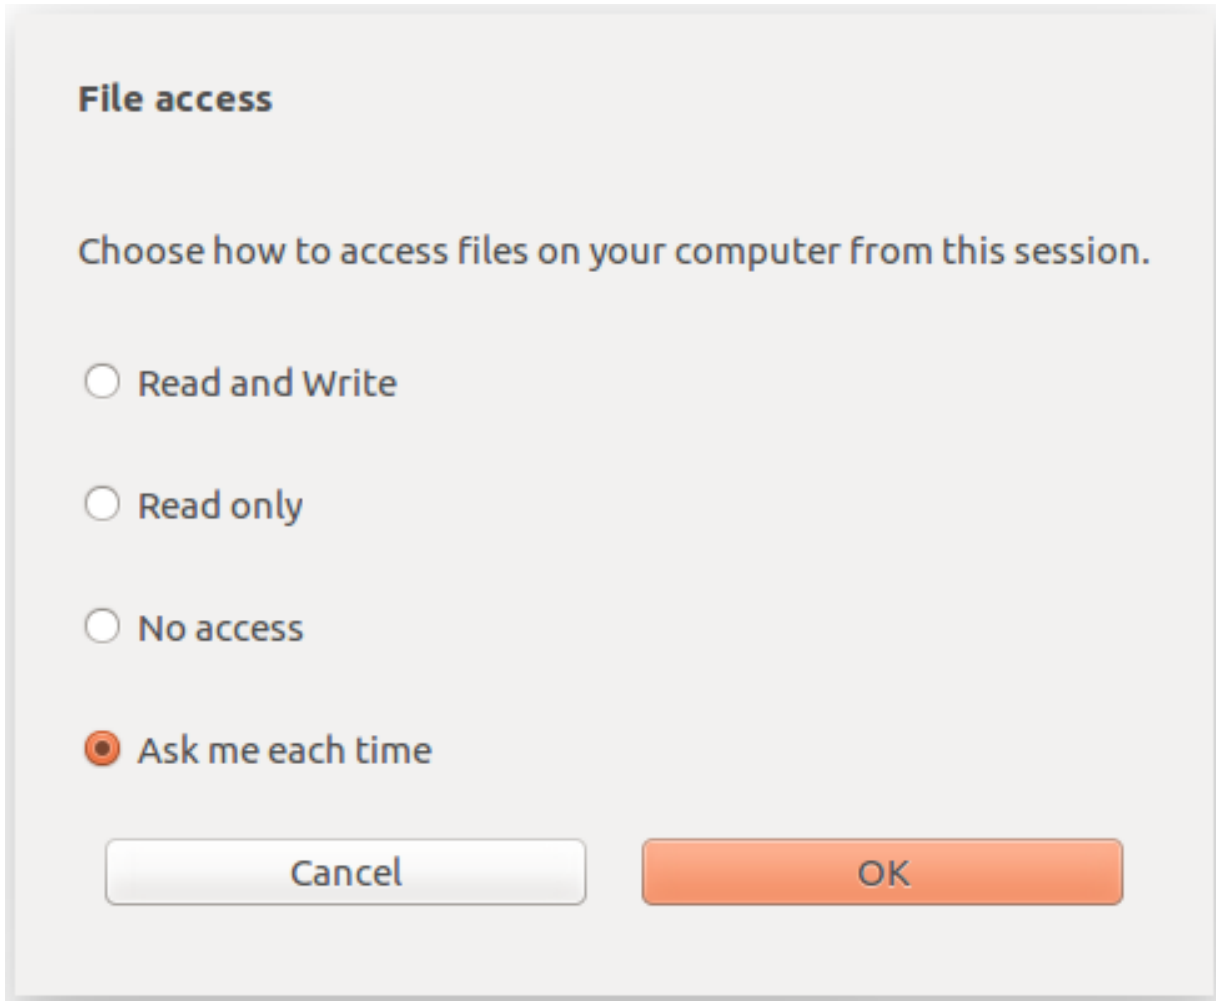 File access
Choose how to access files on your computer from this session.
Read and Write
Read only
No access
Ask me each time
Cancel
OK